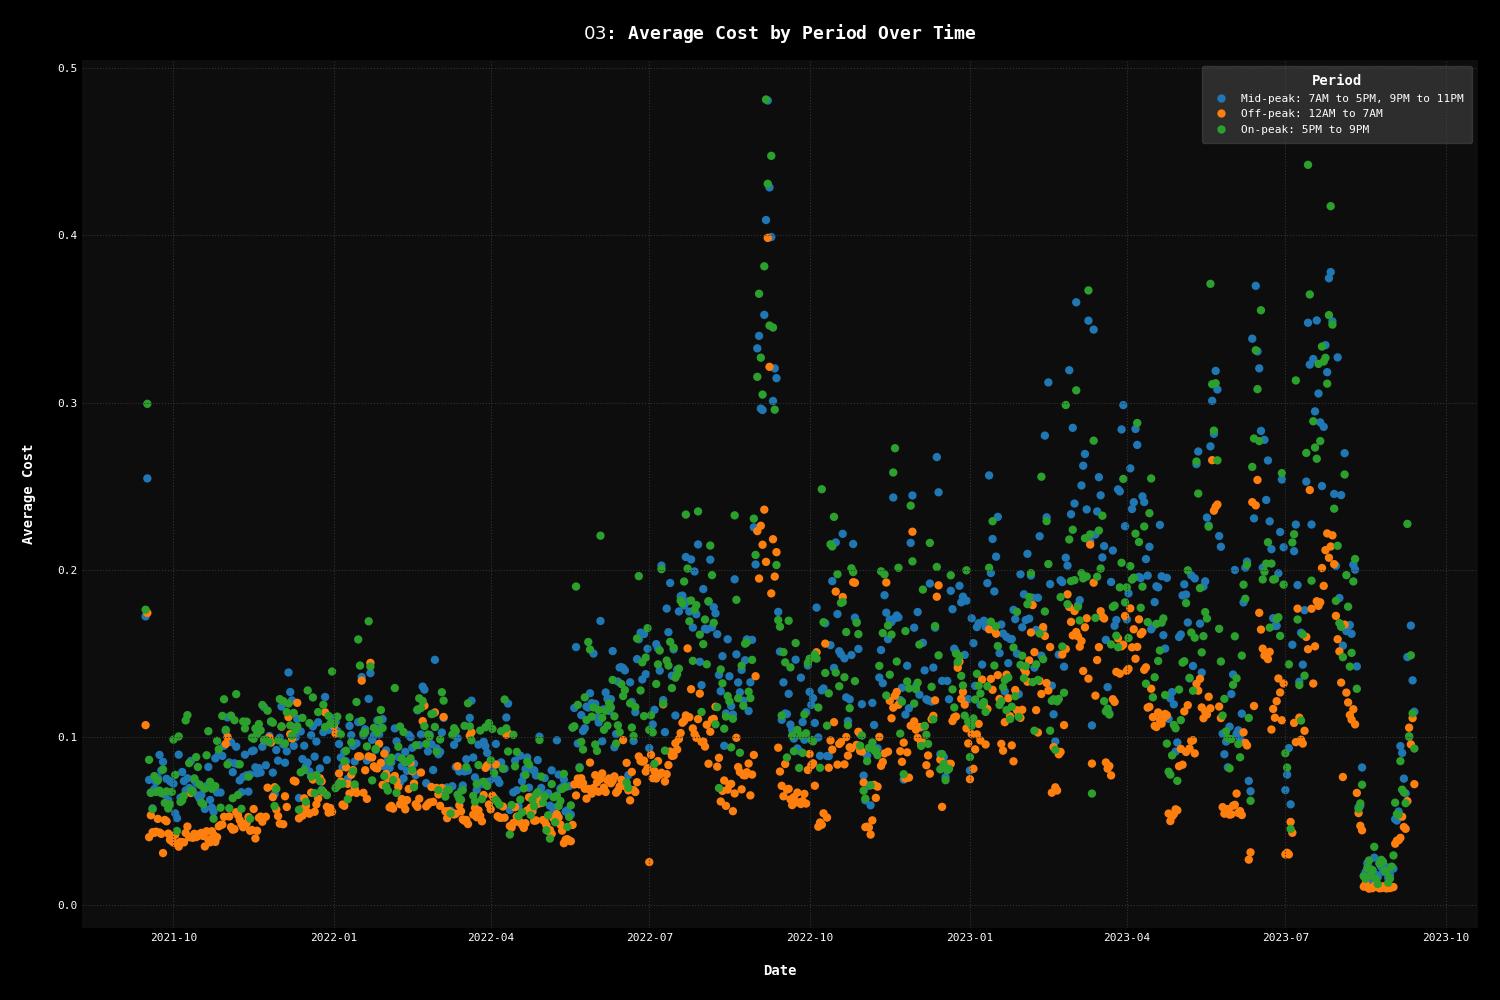 O3: Average Cost by Period Over Time
Period
Mid-peak: 7AM to 5PM, 9PM to 11PM
Off-peak: 12AM to 7AM
On-peak: 5PM to 9PM
Average Cost
0.5
0.4
0.3
0.2
0.1
0.0
2021-10
2022-01
2022-04
2022-07
2022-10
2023-01
2023-04
2023-07
2023-10
Date